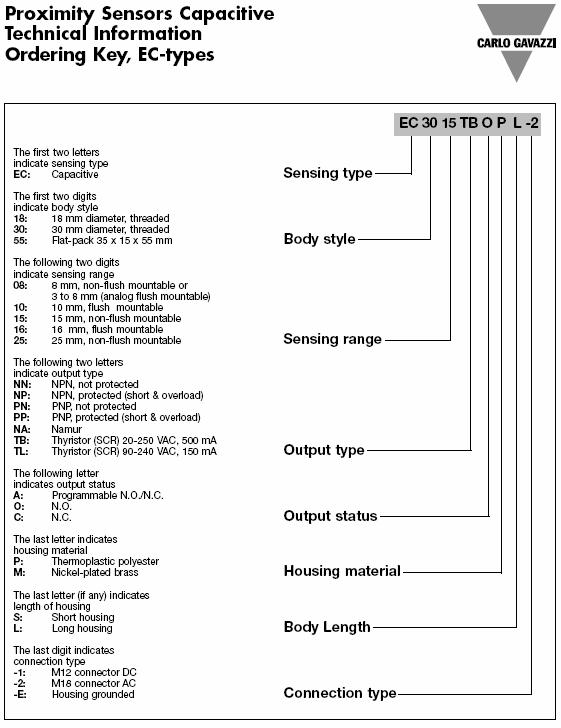 Proximity Sensors Capacitive
Technical Information
Ordering Key, EC-types
CARLO GAVAZZI
EC 30 15 TB O P L -2
The first two letters
indicate sensing type
EC: Capacitive
Sensing type
The first two digits
indicate body style
18: 18 mm diameter, threaded
30: 30 mm diameter, threaded
55: Flat-pack 35 x 15 x 55 mm
Body style
The following two digits
indicate sensing range
08: 8 mm, non-flush mountable or
3 to 8 mm (analog flush mountable)
10: 10 mm, flush mountable
15: 15 mm, non-flush mountable
16: 16 mm, flush mountable
25: 25 mm, non-flush mountable
Sensing range
The following two letters
indicate output type
NN: NPN, not protected
NP: NPN, protected (short & overload)
PN: PNP, not protected
PP: PNP, protected (short & overload)
NA: Namur
TB: Thyristor (SCR) 20-250 VAC, 500 mA
TL: Thyristor (SCR) 90-240 VAC, 150 mA
Output type
The following letter
indicates output status
A: Programmable N.O./N.C.
O: N.O.
C: N.C.
Output status
The last letter indicates
housing material
P: Thermoplastic polyester
M: Nickel-plated brass
Housing material
The last letter (if any) indicates
length of housing
S: Short housing
L: Long housing
Body Length
The last digit indicates
connection type
-1: M12 connector DC
-2: M18 connector AC
-E: Housing grounded
Connection type